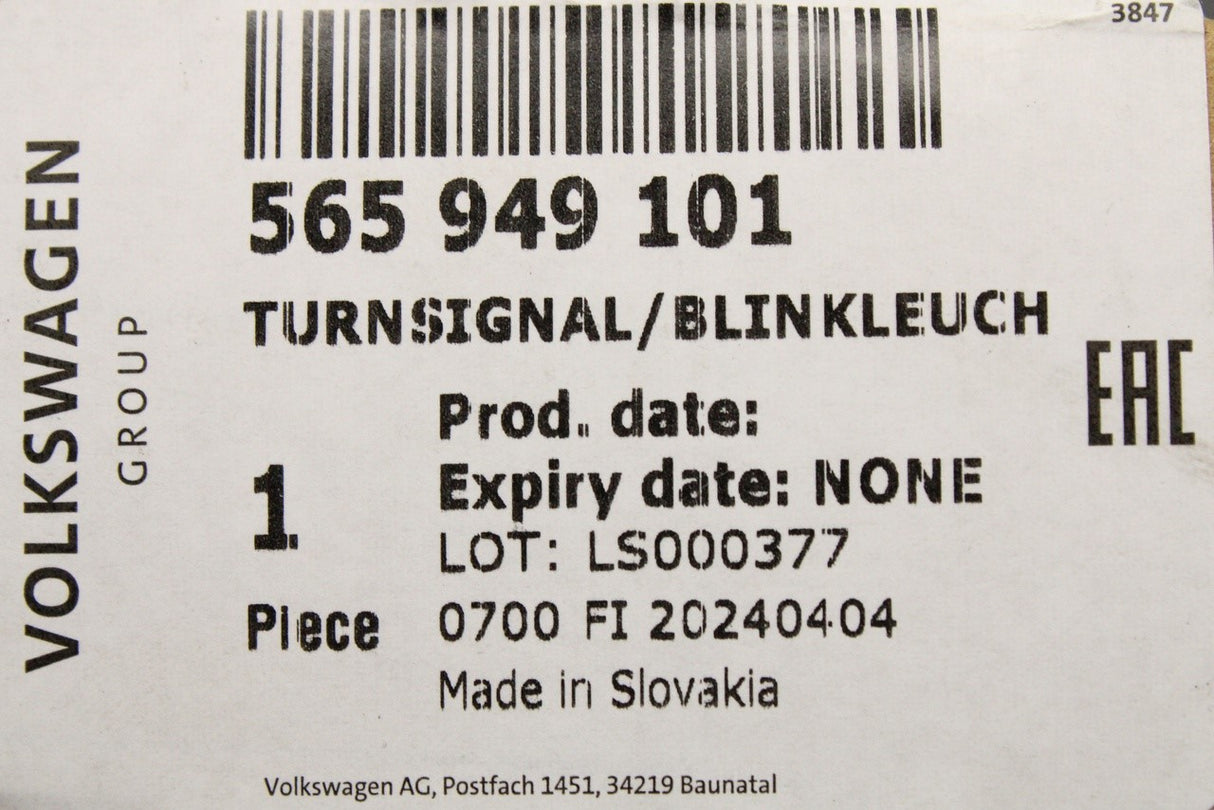 3847
VOLKSWAGEN
GROUP
565 949 101
TURNSIGNAL/BLINKLEUCH
EAC
Prod. date:
Expiry date: NONE
1
LOT: LS000377
Piece
0700 FI 20240404
Made in Slovakia
Volkswagen AG, Postfach 1451, 34219 Baunatal